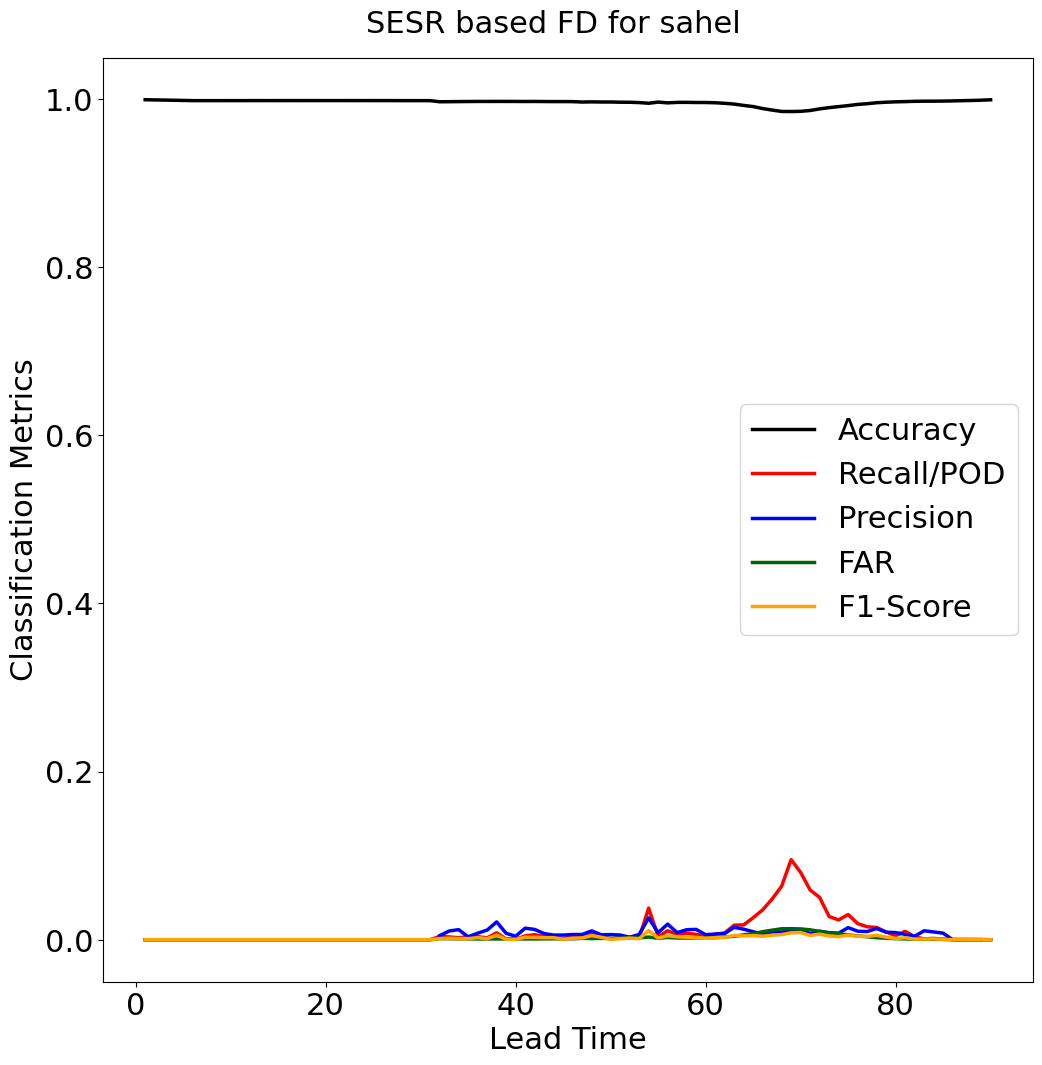 SESR based FD for sahel
1.0
0.8
0.6
0.4
0.2
0.0
Classification Metrics
Accuracy
Recall/POD
Precision
FAR
F1-Score
0 20 40 60 80
Lead Time